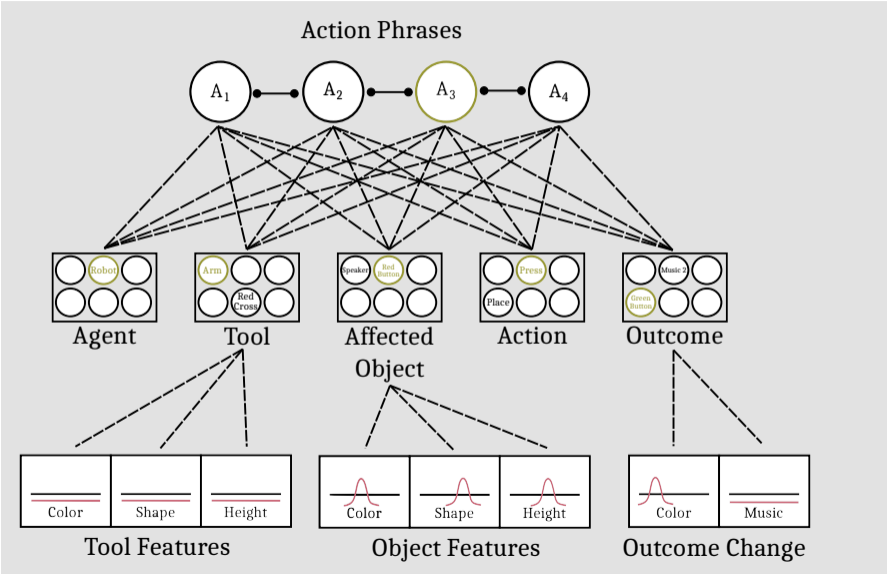 Action Phrases
A1 A2 A3 A4
Robot
Arm
Red
Cross
Speaker
Red
Button
Press
Place
Music 2
Green
Button
Agent
Tool
Affected
Object
Action
Outcome
Color Shape Height
Tool Features
Color Shape Height
Object Features
Color Music
Outcome Change